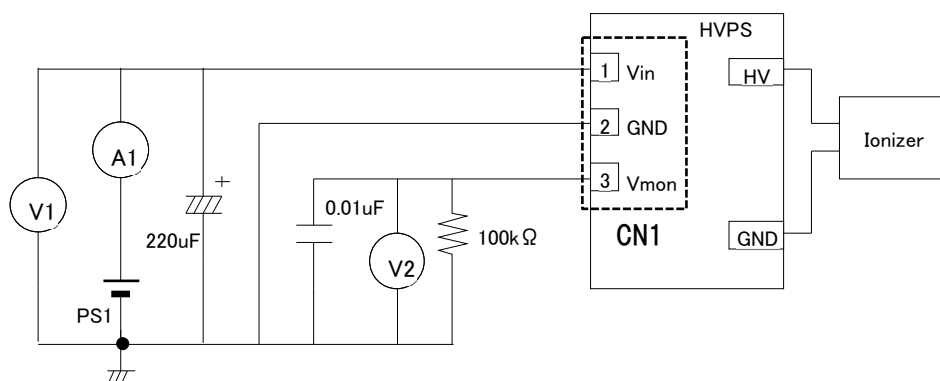 HVPS
1 Vin
HV
2 GND
A1
Ionizer
3 Vmon
V1
+
0.01uF
220uF
V2
100kΩ
CN1
GND
PS1